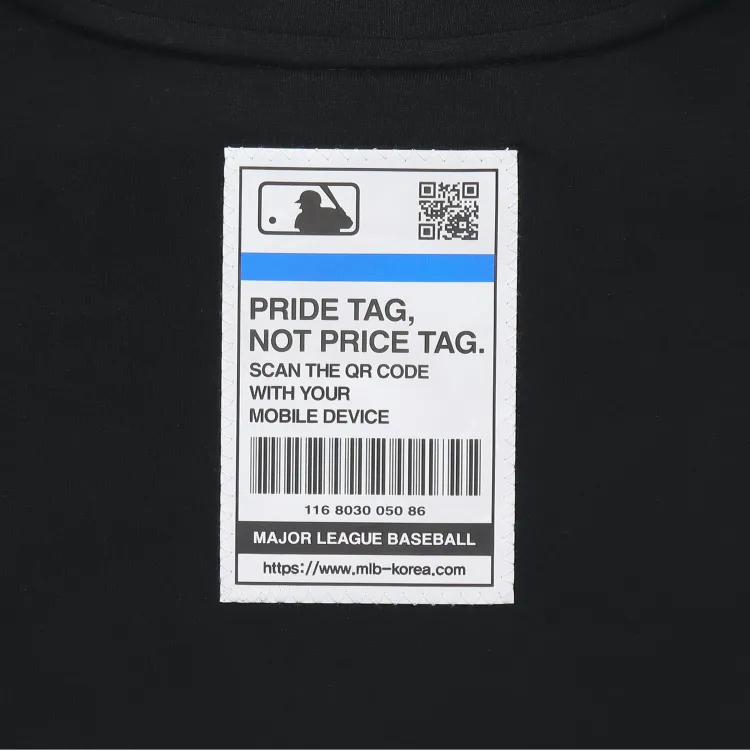 PRIDE TAG,
NOT PRICE TAG.
SCAN THE QR CODE
WITH YOUR
MOBILE DEVICE
116 8030 050 86
MAJOR LEAGUE BASEBALL
https://www.mlb-korea.com